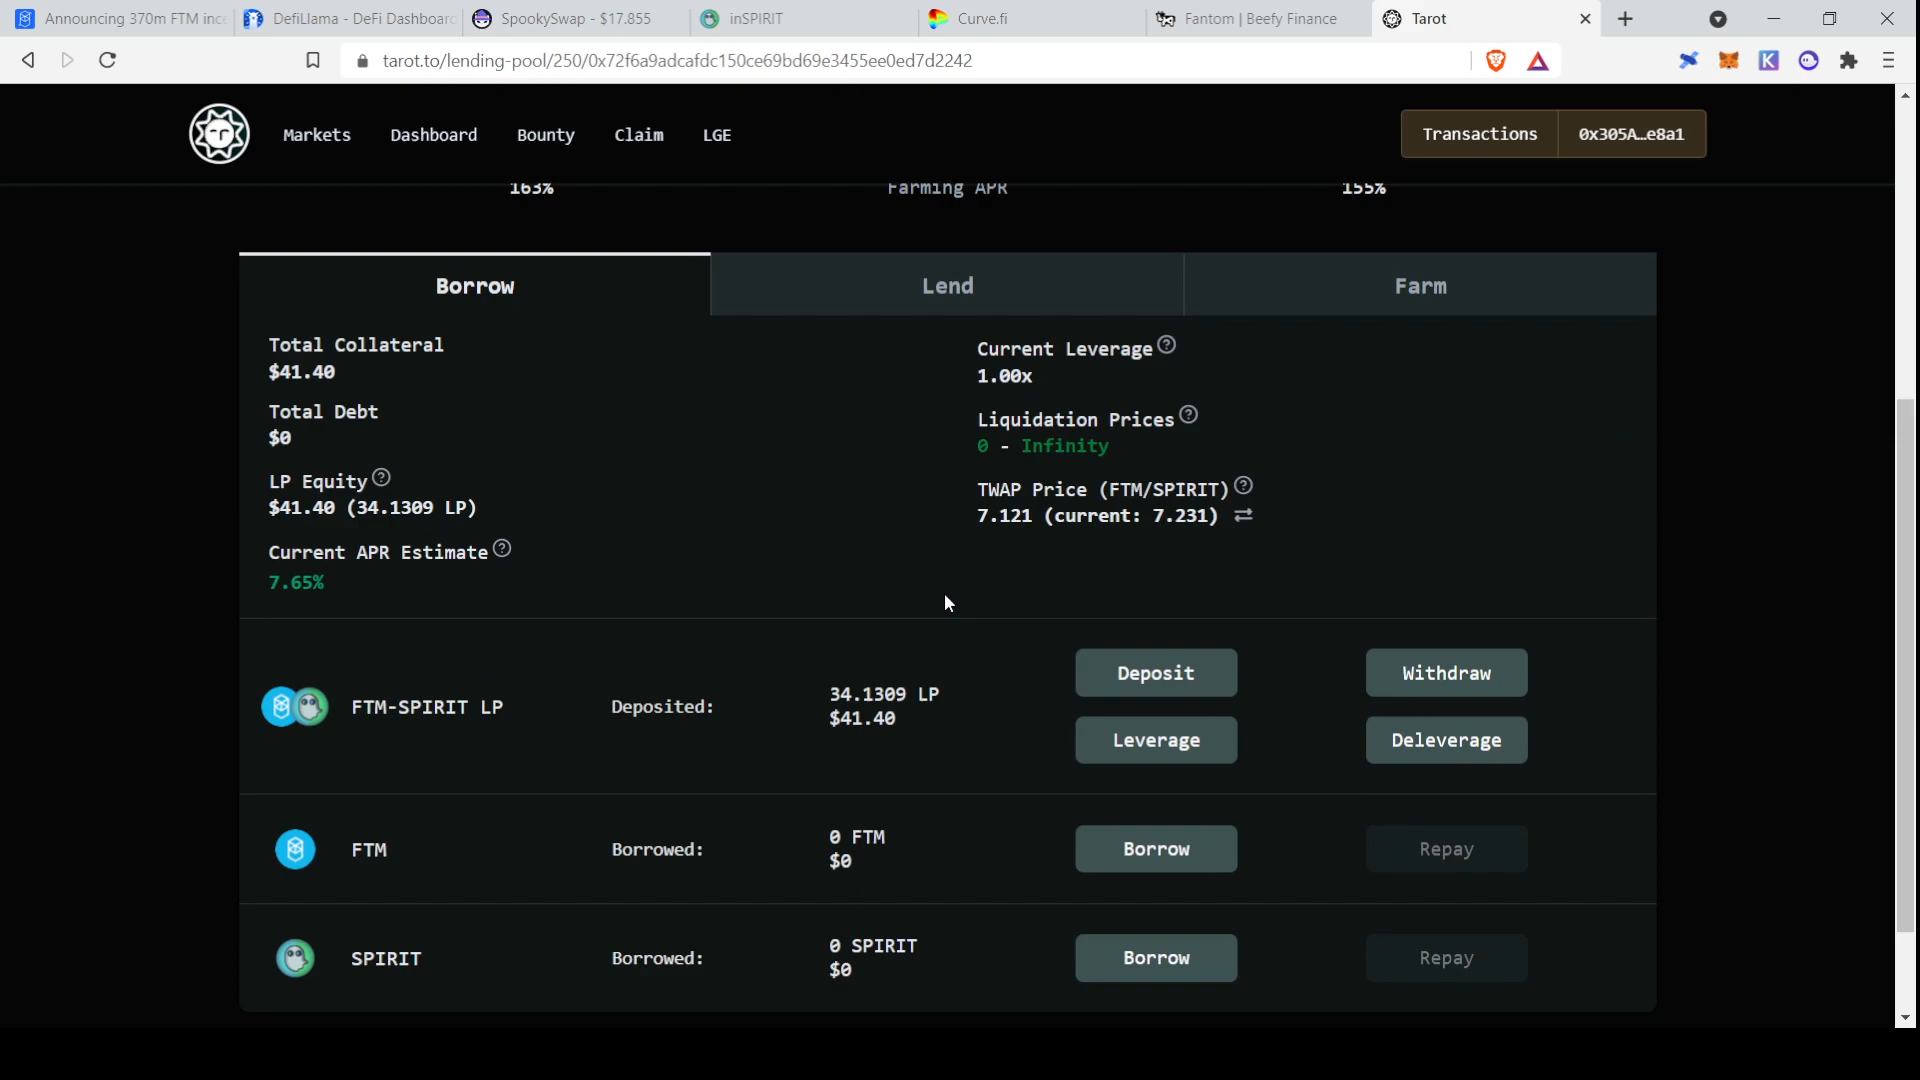 Announcing 370m FTM ince
DefiLlama - DeFi Dashboard
SpookySwap - $17.855
inSPIRIT
Curve.fi
Fantom | Beefy Finance
Tarot
tarot.to/lending-pool/250/0x72f6a9adcafdc150ce69bd69e3455ee0ed7d2242
Markets
Dashboard
Bounty
Claim
LGE
Transactions
0x305A…e8a1
163%
Farming APR
155%
Borrow
Lend
Farm
Total Collateral
$41.40
Total Debt
$0
LP Equity
$41.40 (34.1309 LP)
Current APR Estimate
7.65%
Current Leverage
1.00x
Liquidation Prices
0 - Infinity
TWAP Price (FTM/SPIRIT)
7.121 (current: 7.231)
FTM-SPIRIT LP
Deposited:
34.1309 LP
$41.40
Deposit
Withdraw
Leverage
Deleverage
FTM
Borrowed:
0 FTM
$0
Borrow
Repay
SPIRIT
Borrowed:
0 SPIRIT
$0
Borrow
Repay